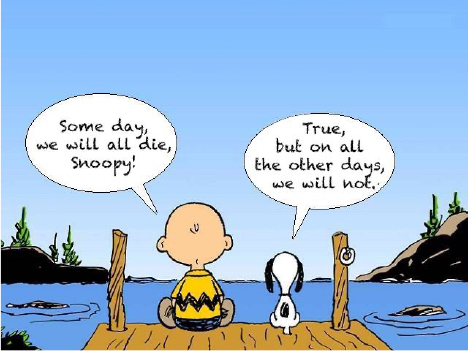 Some day,
we will all die,
Snoopy!
True,
but on all
the other days,
we will not.